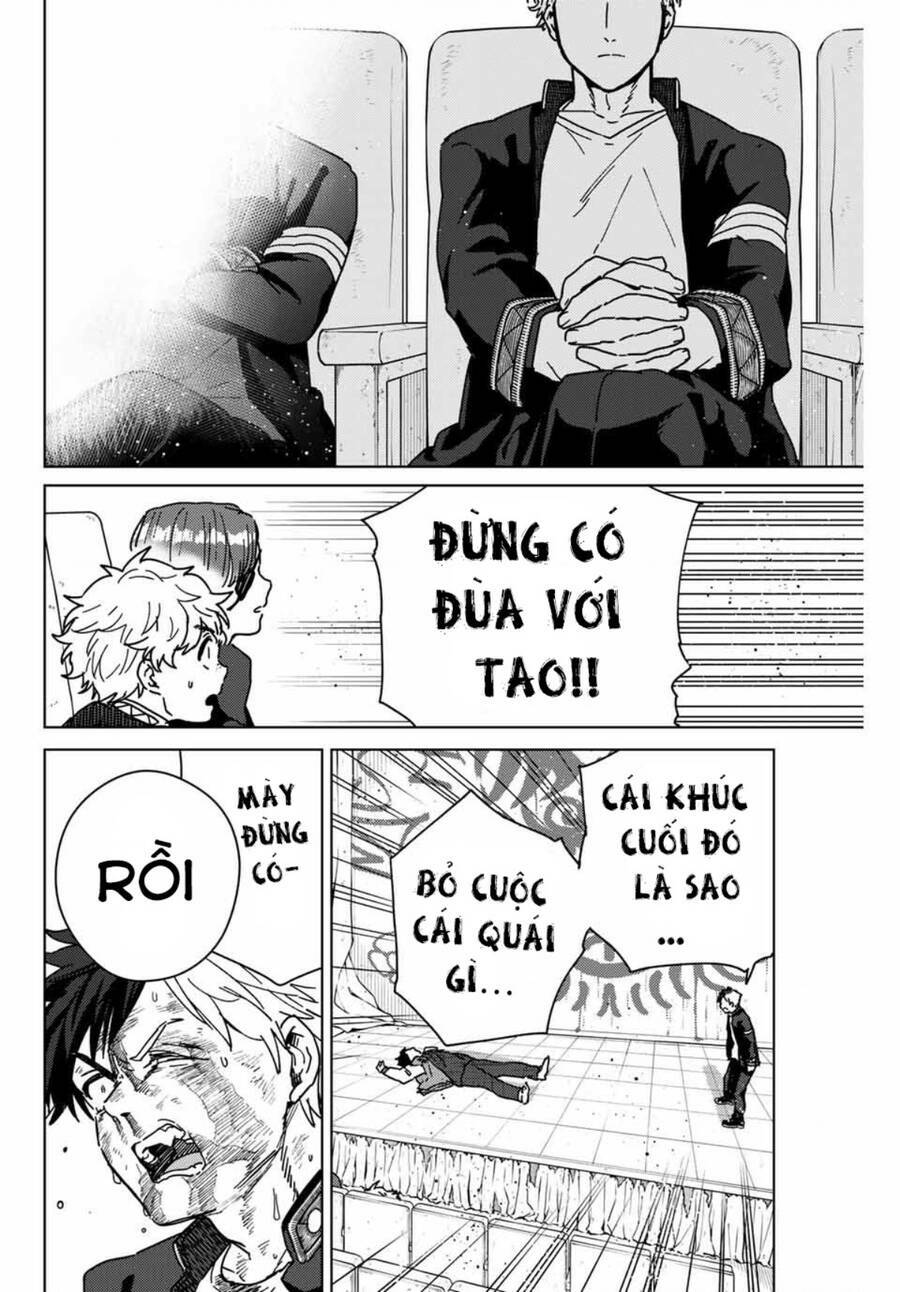 ĐỪNG CÓ
ĐÙA VỚI
TAO!!
CÁI KHÚC
CUỐI ĐÓ
LÀ SAO
...
BỎ CUỘC
CÁI QUÁI
GÌ...
MÀY
ĐỪNG
CÓ-
RỒI